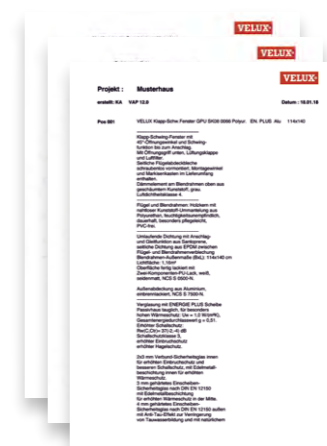 VELUX
VELUX
VELUX
Projekt : Musterhaus
erstellt: KA VAP 12.0 Datum : 10.01.18
Pos 001 VELUX Klapp-Schw-Fenster GPU SK08 0066 Polyur. EN. PLUS Alu 114x140
Klapp-Schwing-Fenster mit
45°-Öffnungswinkel und Schwing-
funktion bis zum Anschlag.
Mit Öffnungsgriff unten, Lüftungsklappe
und Luftfilter.
Seitliche Flügelabdeckbleche
schraubenlos vormontiert, Montagewinkel
und Markisenkasten im Lieferumfang
enthalten.
Dämmelement am Blendrahmen oben aus
geschäumtem Kunststoff, grau.
Luftdichtheitsklasse 4.
Flügel und Blendrahmen: Holzkern mit
nahtloser Kunststoff-Ummantelung aus
Polyurethan, feuchtigkeitsunempfindlich,
dauerhaft, besonders pflegeleicht,
PVC-frei.
Umlaufende Dichtung mit Anschlag-
und Gleitfunktion aus Santoprene,
seitliche Dichtung aus EPDM zwischen
Flügel- und Blendrahmenverblechung
Blendrahmen-Außenmaße (BxL): 114x140 cm
Lichtfläche: 1,16m²
Oberfläche fertig lackiert mit
Zwei-Komponenten-PU-Lack, weiß,
seidenmatt, NCS S 0500-N.
Außenabdeckung aus Aluminium,
einbrennlackiert, NCS S 7500-N.
Verglasung mit ENERGIE PLUS Scheibe
Passivhaus tauglich, für besonders
hohen Wärmeschutz: Uw = 1,0 W/(m²K),
Gesamtenergiedurchlasswert g = 0,51.
Erhöhter Schallschutz:
Rw(C,Ctr)= 37(-2,-4) dB
Schallschutzklasse 3,
erhöhter Einbruchschutz
erhöhter Hagelschutz.
2x3 mm Verbund-Sicherheitsglas innen
für erhöhten Einbruchschutz und
besseren Schallschutz, mit Edelmetall-
beschichtung innen für erhöhten
Wärmeschutz
3 mm gehärtetes Einscheiben-
Sicherheitsglas nach DIN EN 12150
mit Edelmetallbeschichtung
für erhöhten Wärmeschutz in der Mitte.
4 mm gehärtetes Einscheiben-
Sicherheitsglas nach DIN EN 12150 außen
mit Anti-Tau-Effekt zur Verringerung
von Tauwasserbildung und mit natürlichem